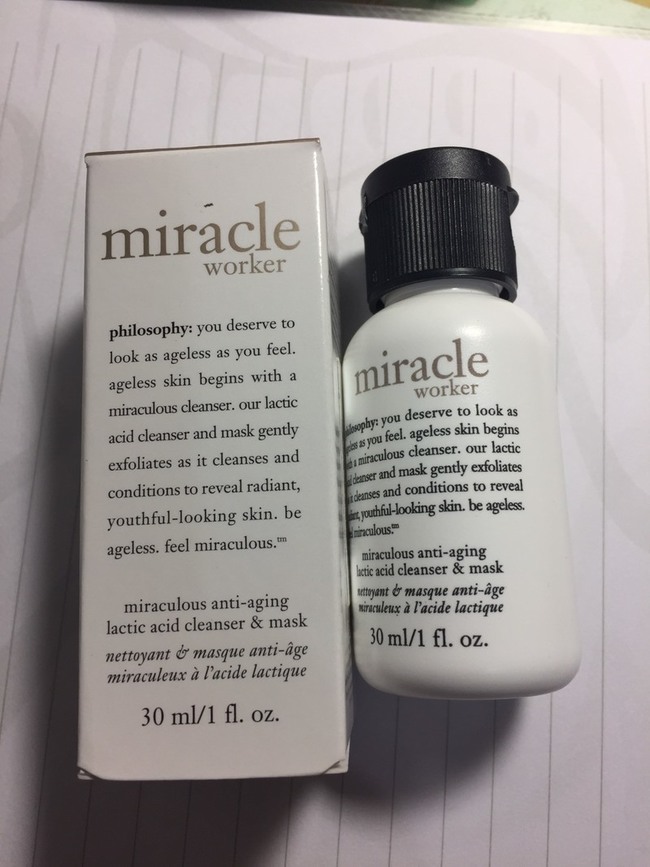 miracle
worker
philosophy: you deserve to
look as ageless as you feel.
ageless skin begins with a
miraculous cleanser. our lactic
acid cleanser and mask gently
exfoliates as it cleanses and
conditions to reveal radiant,
youthful-looking skin. be
ageless. feel miraculous.™
miraculous anti-aging
lactic acid cleanser & mask
nettoyant & masque anti-âge
miraculeux à l'acide lactique
30 ml/1 fl. oz.
miracle
worker
philosophy: you deserve to look as
as you feel. ageless skin begins
a miraculous cleanser. our lactic
cleanser and mask gently exfoliates
cleanses and conditions to reveal
radiant, youthful-looking skin. be ageless.
miraculous.™
miraculous anti-aging
lactic acid cleanser & mask
nettoyant & masque anti-âge
miraculeux à l'acide lactique
30 ml/1 fl. oz.